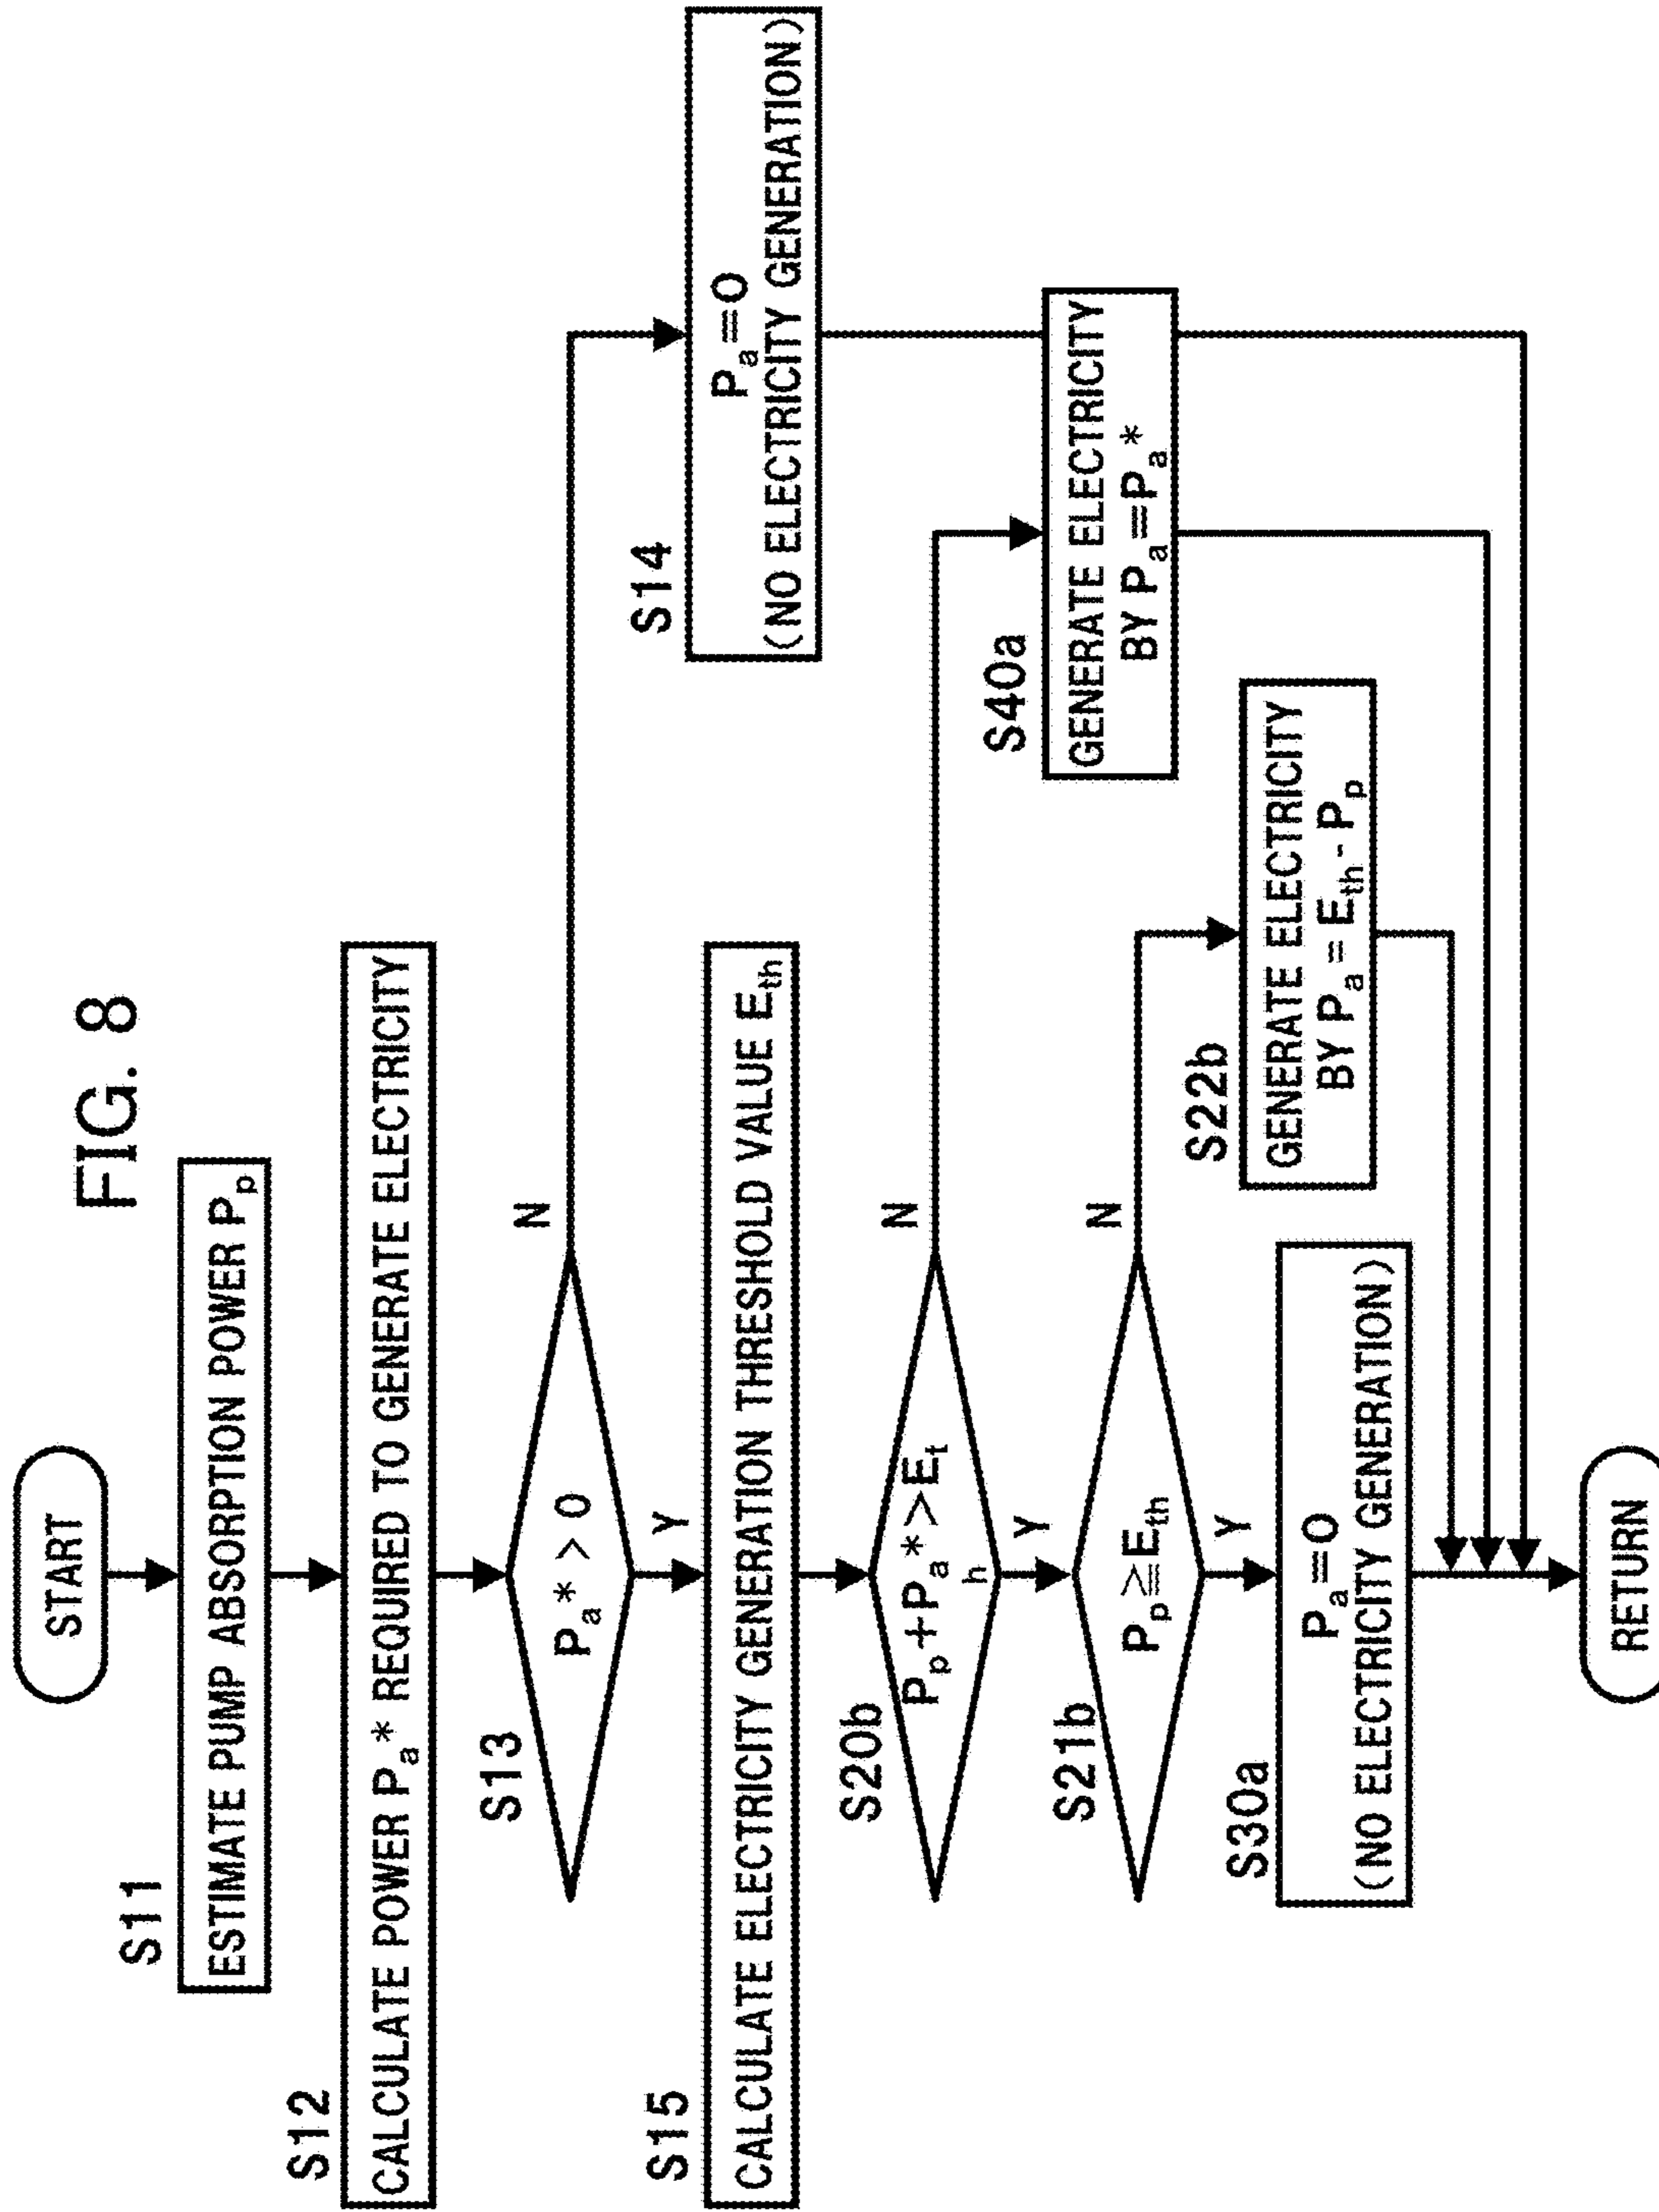 FIG. 8
START
S11
ESTIMATE PUMP ABSORPTION POWER Pp
S12
CALCULATE POWER Pa* REQUIRED TO GENERATE ELECTRICITY
S13
Pa* > 0
N
Y
S14
Pa=0
(NO ELECTRICITY GENERATION)
S15
CALCULATE ELECTRICITY GENERATION THRESHOLD VALUE Eth
S20b
Pp+Pa*>Et
h
N
Y
S40a
GENERATE ELECTRICITY
BY Pa=Pa*
S21b
Pp≧Eth
N
Y
S22b
GENERATE ELECTRICITY
BY Pa = Eth - Pp
S30a
Pa=0
(NO ELECTRICITY GENERATION)
RETURN